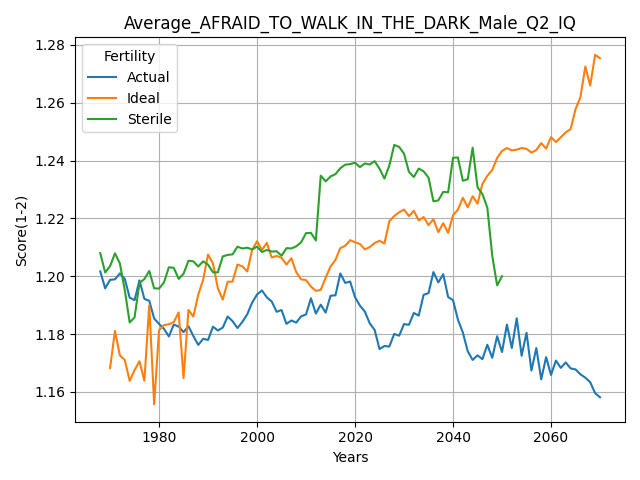 Average_AFRAID_TO_WALK_IN_THE_DARK_Male_Q2_IQ
1.28
1.26
1.24
1.22
1.20
1.18
1.16
Score(1-2)
Fertility
Actual
Ideal
Sterile
1980
2000
2020
2040
2060
Years